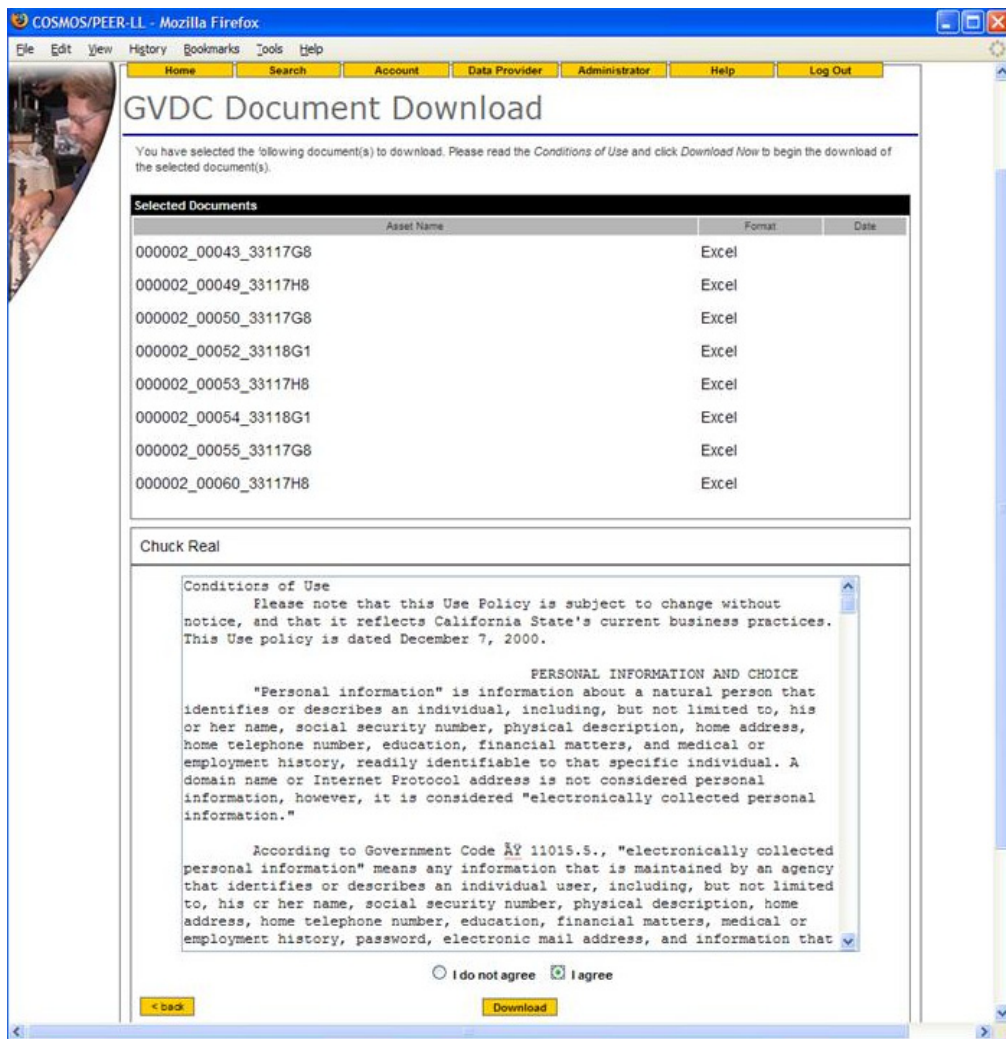 COSMOS/PEER-LL - Mozilla Firefox
File Edit View History Bookmarks Tools Help
Home Search Account Data Provider Administrator Help Log Out
GVDC Document Download
You have selected the following document(s) to download. Please read the Conditions of Use and click Download Now to begin the download of
the selected document(s).
Selected Documents
Asset Name Format Date
000002_00043_33117G8 Excel
000002_00049_33117H8 Excel
000002_00050_33117G8 Excel
000002_00052_33118G1 Excel
000002_00053_33117H8 Excel
000002_00054_33118G1 Excel
000002_00055_33117G8 Excel
000002_00060_33117H8 Excel
Chuck Real
Conditions of Use
Please note that this Use Policy is subject to change without
notice, and that it reflects California State's current business practices.
This Use policy is dated December 7, 2000.
PERSONAL INFORMATION AND CHOICE
"Personal information" is information about a natural person that
identifies or describes an individual, including, but not limited to, his
or her name, social security number, physical description, home address,
home telephone number, education, financial matters, and medical or
employment history, readily identifiable to that specific individual. A
domain name or Internet Protocol address is not considered personal
information, however, it is considered "electronically collected personal
information."
According to Government Code ÃŸ 11015.5., "electronically collected
personal information" means any information that is maintained by an agency
that identifies or describes an individual user, including, but not limited
to, his or her name, social security number, physical description, home
address, home telephone number, education, financial matters, medical or
employment history, password, electronic mail address, and information that
I do not agree I agree
< back Download